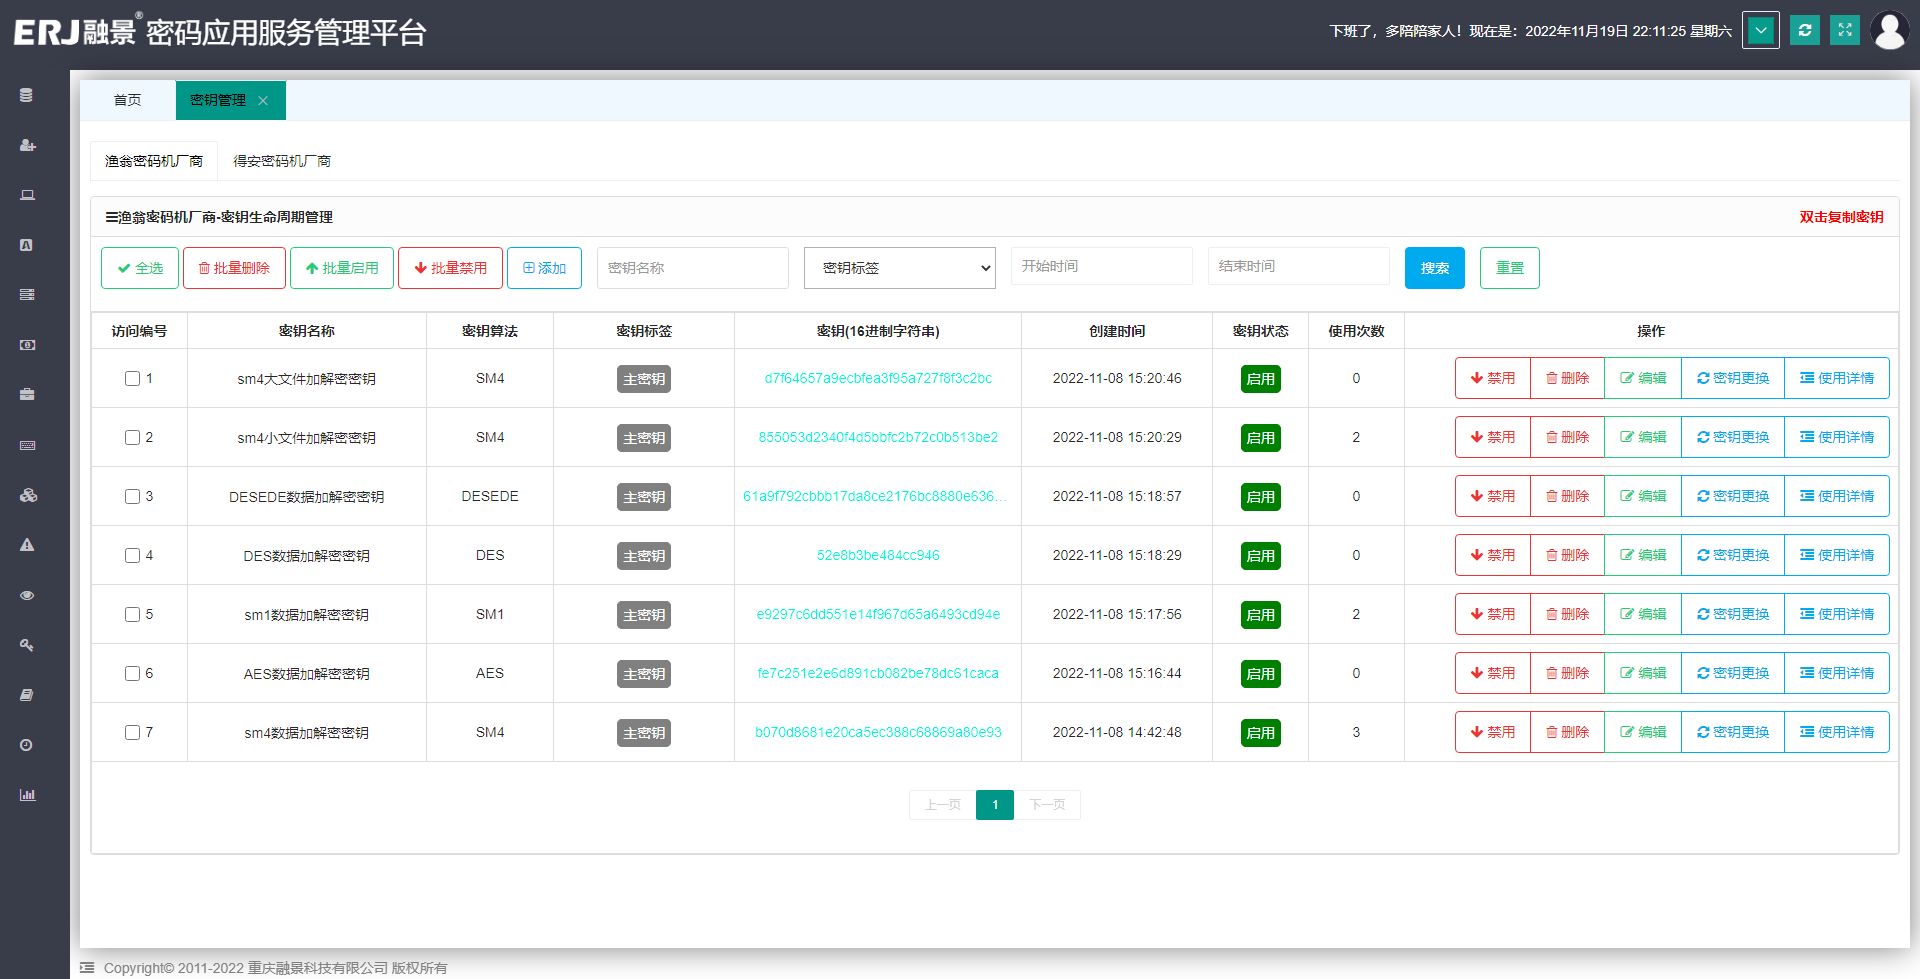 ERJ融景® 密码应用服务管理平台
下班了，多陪陪家人！现在是：2022年11月19日 22:11:25 星期六
首页 密钥管理
渔翁密码机厂商 得安密码机厂商
渔翁密码机厂商-密钥生命周期管理 双击复制密钥
全选 批量删除 批量启用 批量禁用 添加 密钥名称 密钥标签 开始时间 结束时间 搜索 重置
访问编号 密钥名称 密钥算法 密钥标签 密钥(16进制字符串) 创建时间 密钥状态 使用次数 操作
1 sm4大文件加解密密钥 SM4 主密钥 d7f64657a9ecbfea3f95a727f8f3c2bc 2022-11-08 15:20:46 启用 0 禁用 删除 编辑 密钥更换 使用详情
2 sm4小文件加解密密钥 SM4 主密钥 855053d2340f4d5bbfc2b72c0b513be2 2022-11-08 15:20:29 启用 2 禁用 删除 编辑 密钥更换 使用详情
3 DESEDE数据加解密密钥 DESEDE 主密钥 61a9f792cbbb17da8ce2176bc8880e636... 2022-11-08 15:18:57 启用 0 禁用 删除 编辑 密钥更换 使用详情
4 DES数据加解密密钥 DES 主密钥 52e8b3be484cc946 2022-11-08 15:18:29 启用 0 禁用 删除 编辑 密钥更换 使用详情
5 sm1数据加解密密钥 SM1 主密钥 e9297c6dd551e14f967d65a6493cd94e 2022-11-08 15:17:56 启用 2 禁用 删除 编辑 密钥更换 使用详情
6 AES数据加解密密钥 AES 主密钥 fe7c251e2e6d891cb082be78dc61caca 2022-11-08 15:16:44 启用 0 禁用 删除 编辑 密钥更换 使用详情
7 sm4数据加解密密钥 SM4 主密钥 b070d8681e20ca5ec388c68869a80e93 2022-11-08 14:42:48 启用 3 禁用 删除 编辑 密钥更换 使用详情
上一页 1 下一页
Copyright© 2011-2022 重庆融景科技有限公司 版权所有